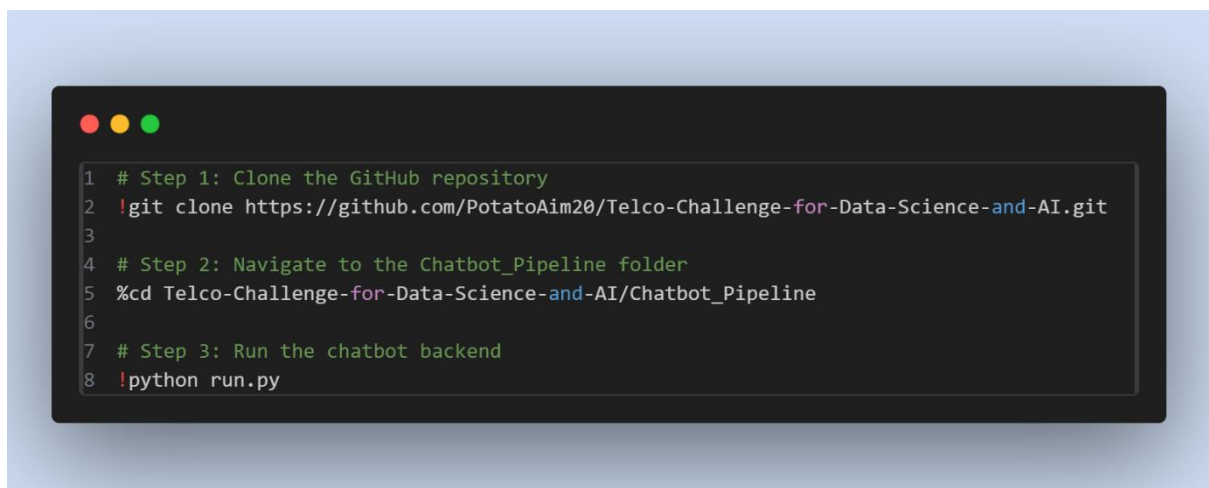 1 # Step 1: Clone the GitHub repository
2 !git clone https://github.com/PotatoAim20/Telco-Challenge-for-Data-Science-and-AI.git
3
4 # Step 2: Navigate to the Chatbot_Pipeline folder
5 %cd Telco-Challenge-for-Data-Science-and-AI/Chatbot_Pipeline
6
7 # Step 3: Run the chatbot backend
8 !python run.py